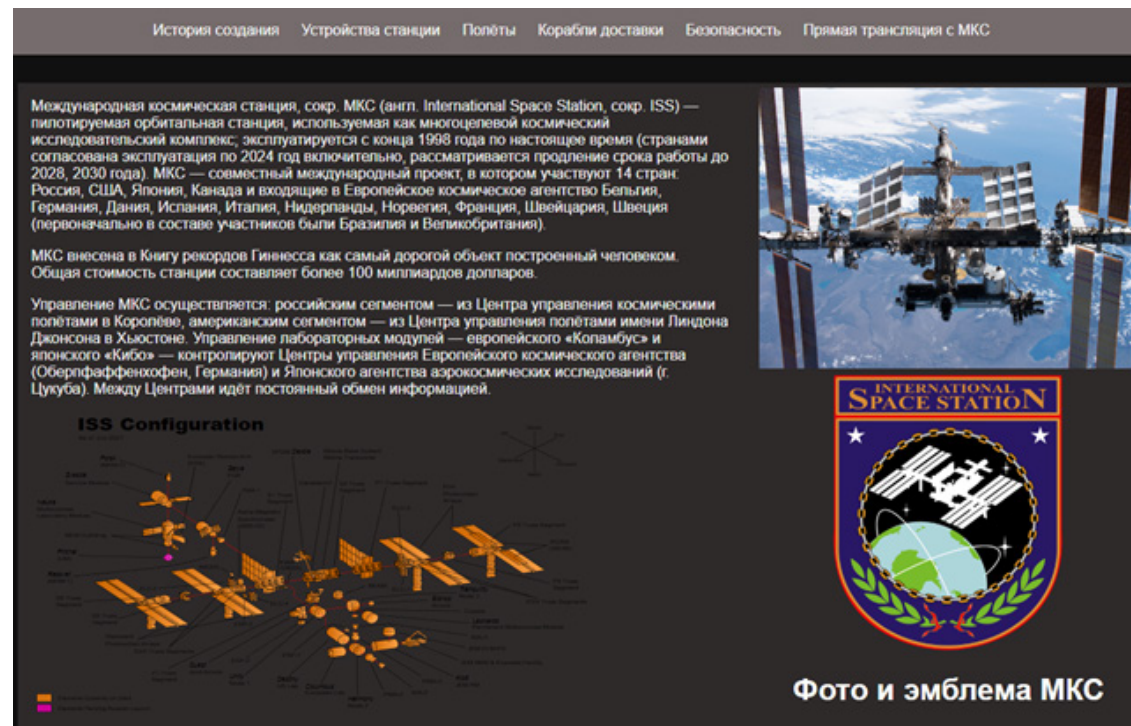 История создания Устройства станции Полёты Корабли доставки Безопасность Прямая трансляция с МКС
Международная космическая станция, сокр. МКС (англ. International Space Station, сокр. ISS) —
пилотируемая орбитальная станция, используемая как многоцелевой космический
исследовательский комплекс; эксплуатируется с конца 1998 года по настоящее время (странами
согласована эксплуатация по 2024 год включительно, рассматривается продление срока работы до
2028, 2030 года). МКС — совместный международный проект, в котором участвуют 14 стран:
Россия, США, Япония, Канада и входящие в Европейское космическое агентство Бельгия,
Германия, Дания, Испания, Италия, Нидерланды, Норвегия, Франция, Швейцария, Швеция
(первоначально в составе участников были Бразилия и Великобритания).
МКС внесена в Книгу рекордов Гиннесса как самый дорогой объект построенный человеком.
Общая стоимость станции составляет более 100 миллиардов долларов.
Управление МКС осуществляется: российским сегментом — из Центра управления космическими
полётами в Королёве, американским сегментом — из Центра управления полётами имени Линдона
Джонсона в Хьюстоне. Управление лабораторных модулей — европейского «Коламбус» и
японского «Кибо» — контролируют Центры управления Европейского космического агентства
(Оберпфаффенхофен, Германия) и Японского агентства аэрокосмических исследований (г.
Цукуба). Между Центрами идёт постоянный обмен информацией.
ISS Configuration
INTERNATIONAL
SPACE STATION
Фото и эмблема МКС